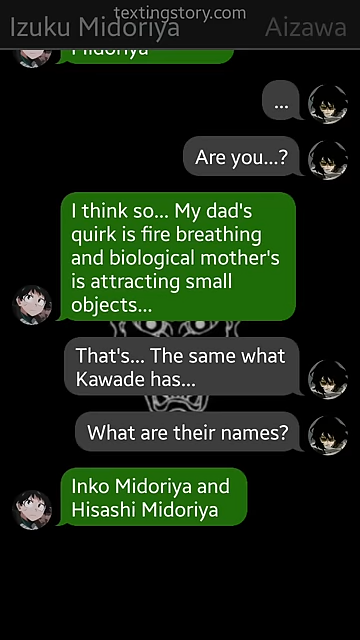 textingstory.com
Izuku Midoriya
Aizawa
Midoriya
...
Are you...?
I think so... My dad's
quirk is fire breathing
and biological mother's
is attracting small
objects...
That's... The same what
Kawade has...
What are their names?
Inko Midoriya and
Hisashi Midoriya